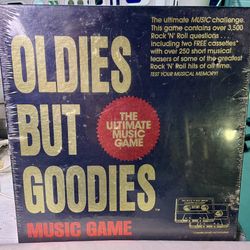 The ultimate MUSIC challenge.
This game contains over 3,500
Rock 'N' Roll questions . . .
including two FREE cassettes*
with over 250 short musical
teasers of some of the greatest
Rock 'N' Roll hits of all time.
TEST YOUR MUSICAL MEMORY!
OLDIES
BUT
GOODIES
THE
ULTIMATE
MUSIC
GAME
MUSIC GAME